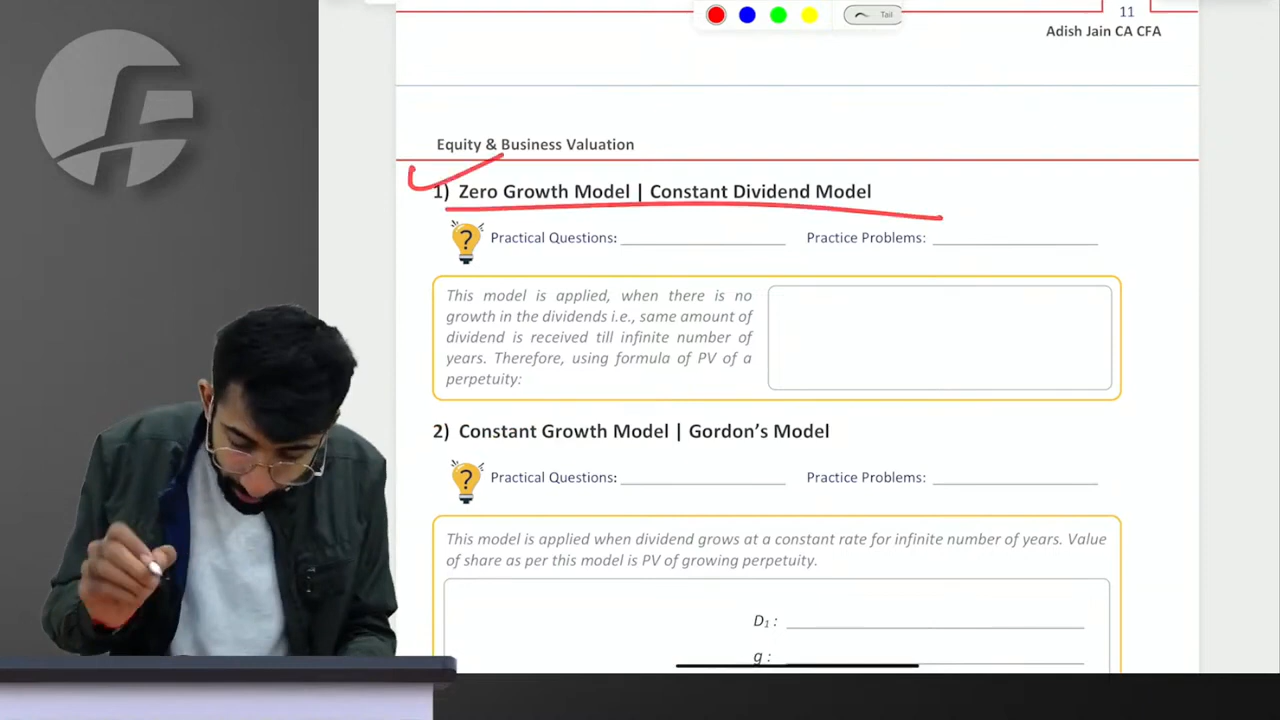 11
Tail
Adish Jain CA CFA
Equity & Business Valuation
1) Zero Growth Model | Constant Dividend Model
Practical Questions: Practice Problems:
This model is applied, when there is no
growth in the dividends i.e., same amount of
dividend is received till infinite number of
years. Therefore, using formula of PV of a
perpetuity:
2) Constant Growth Model | Gordon's Model
Practical Questions: Practice Problems:
This model is applied when dividend grows at a constant rate for infinite number of years. Value
of share as per this model is PV of growing perpetuity.
D₁ :
g :